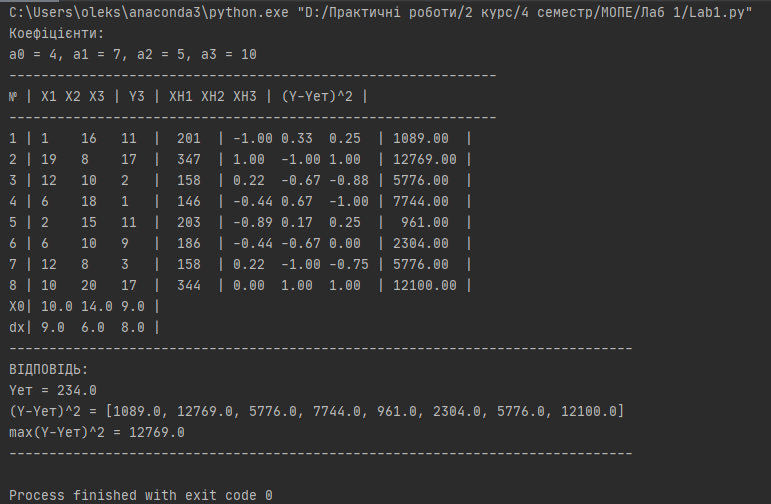 C:\Users\oleks\anaconda3\python.exe "D:/Практичні роботи/2 курс/4 семестр/МОПЕ/Лаб 1/Lab1.py"
Коефіцієнти:
a0 = 4, a1 = 7, a2 = 5, a3 = 10
-------------------------------------------------------------
№ | X1 X2 X3 | Y3 | XH1 XH2 XH3 | (Y-Yет)^2 |
-------------------------------------------------------------
1 | 1    16   11  |  201  | -1.00 0.33  0.25  | 1089.00  |
2 | 19   8    17  |  347  | 1.00  -1.00 1.00  | 12769.00 |
3 | 12   10   2   |  158  | 0.22  -0.67 -0.88 | 5776.00  |
4 | 6    18   1   |  146  | -0.44 0.67  -1.00 | 7744.00  |
5 | 2    15   11  |  203  | -0.89 0.17  0.25  |  961.00  |
6 | 6    10   9   |  186  | -0.44 -0.67 0.00  | 2304.00  |
7 | 12   8    3   |  158  | 0.22  -1.00 -0.75 | 5776.00  |
8 | 10   20   17  |  344  | 0.00  1.00  1.00  | 12100.00 |
X0| 10.0 14.0 9.0 |
dx| 9.0  6.0  8.0 |
------------------------------------------------------------------------------
ВІДПОВІДЬ:
Yет = 234.0
(Y-Yет)^2 = [1089.0, 12769.0, 5776.0, 7744.0, 961.0, 2304.0, 5776.0, 12100.0]
max(Y-Yет)^2 = 12769.0
------------------------------------------------------------------------------
Process finished with exit code 0